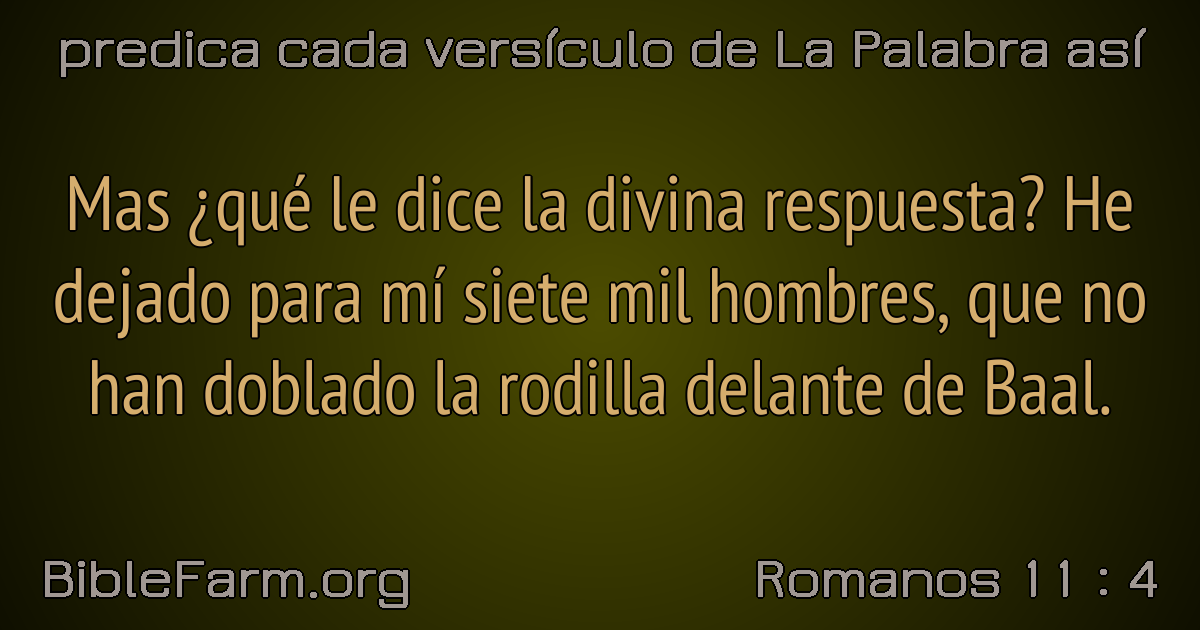 predica cada versículo de La Palabra así
Mas ¿qué le dice la divina respuesta? He
dejado para mí siete mil hombres, que no
han doblado la rodilla delante de Baal.
BibleFarm.org
Romanos 11 : 4